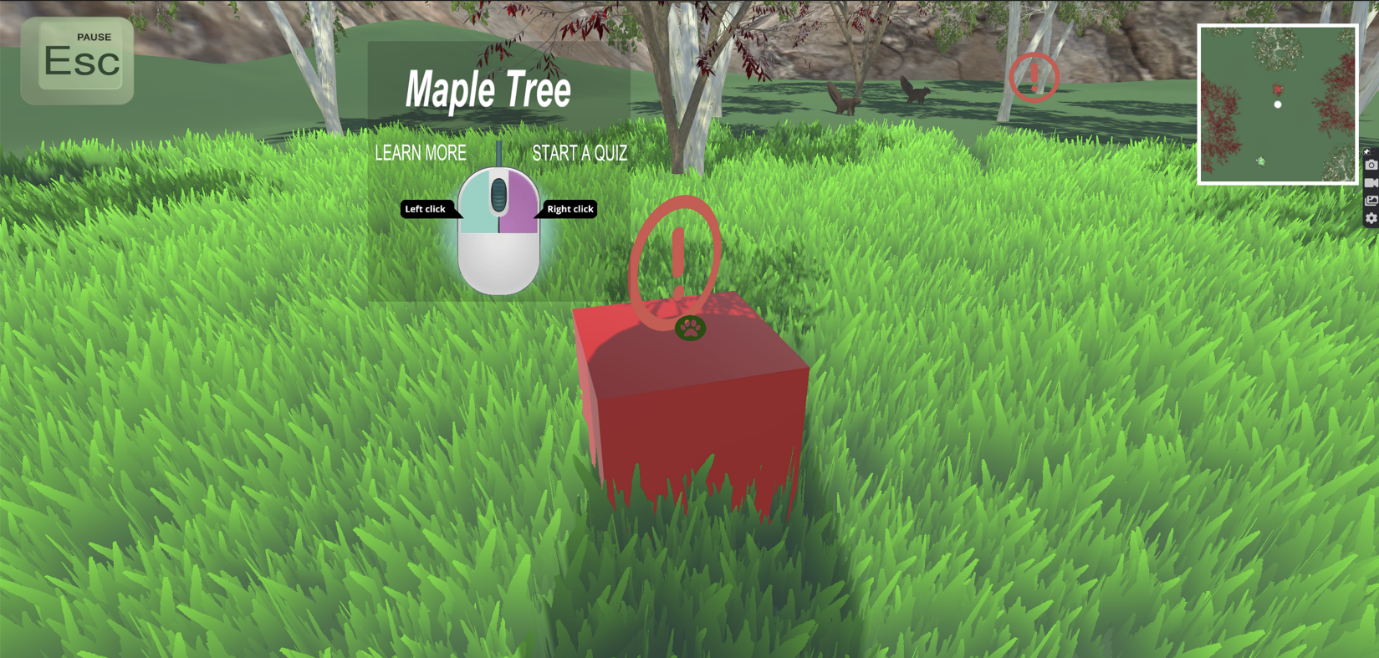 PAUSE
Esc
Maple Tree
LEARN MORE
START A QUIZ
Left click
Right click
!
!